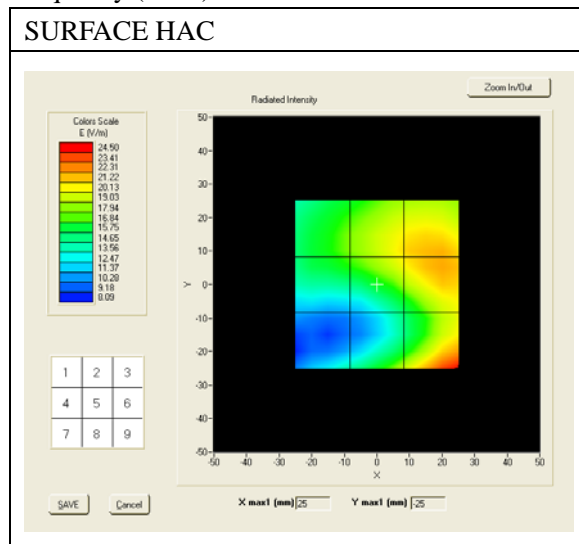 SURFACE HAC
Zoom In/Out
Radiated Intensity
Colors Scale
E (V/m)
24.50
23.41
22.31
21.22
20.13
19.03
17.94
16.84
15.75
14.65
13.56
12.47
11.37
10.28
9.18
8.09
50
40
30
20
10
0
-10
-20
-30
-40
-50
Y
-50 -40 -30 -20 -10 0 10 20 30 40 50
X
1 2 3
4 5 6
7 8 9
SAVE Cancel
X max1 (mm) 25 Y max1 (mm) -25